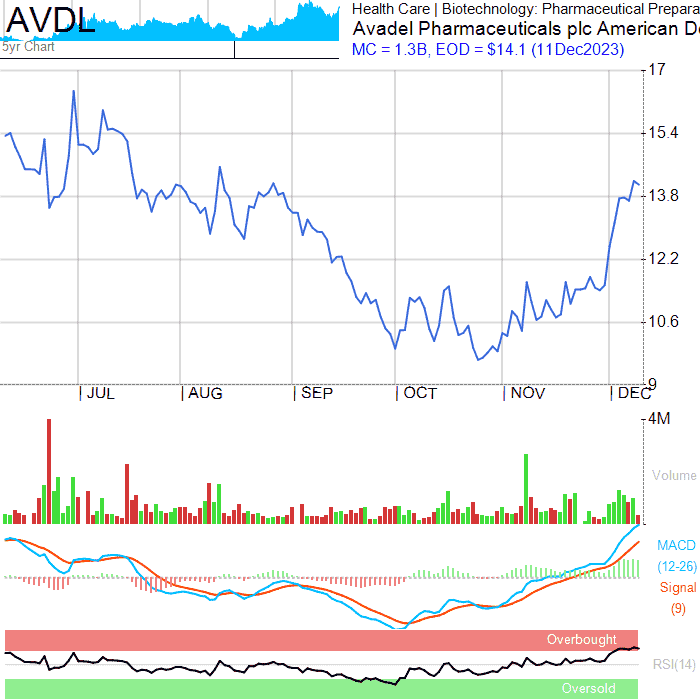 AVDL
5yr Chart
Health Care | Biotechnology: Pharmaceutical Prepara
Avadel Pharmaceuticals plc American De
MC = 1.3B, EOD = $14.1 (11Dec2023)
17
15.4
13.8
12.2
10.6
9
JUL
AUG
SEP
OCT
NOV
DEC
4M
Volume
MACD
(12-26)
Signal
(9)
Overbought
RSI(14)
Oversold